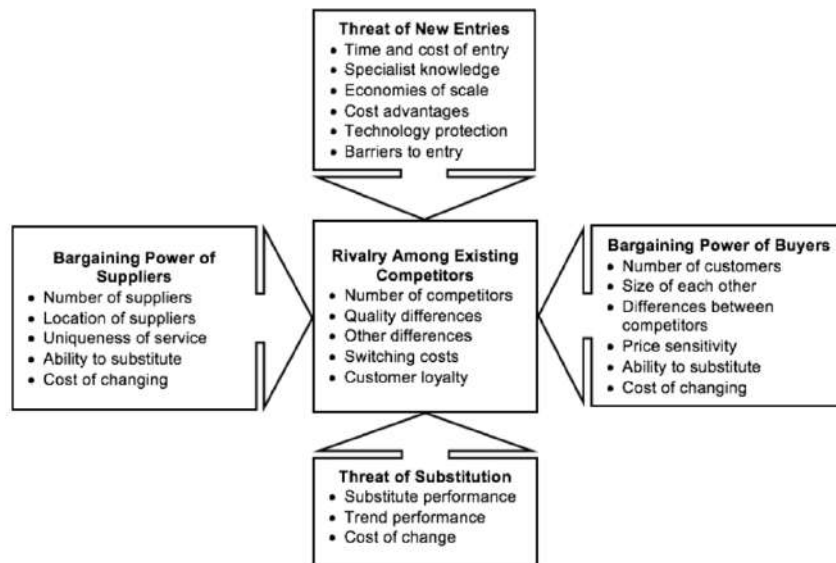 Threat of New Entries
• Time and cost of entry
• Specialist knowledge
• Economies of scale
• Cost advantages
• Technology protection
• Barriers to entry
Bargaining Power of
Suppliers
• Number of suppliers
• Location of suppliers
• Uniqueness of service
• Ability to substitute
• Cost of changing
Rivalry Among Existing
Competitors
• Number of competitors
• Quality differences
• Other differences
• Switching costs
• Customer loyalty
Bargaining Power of Buyers
• Number of customers
• Size of each other
• Differences between
competitors
• Price sensitivity
• Ability to substitute
• Cost of changing
Threat of Substitution
• Substitute performance
• Trend performance
• Cost of change